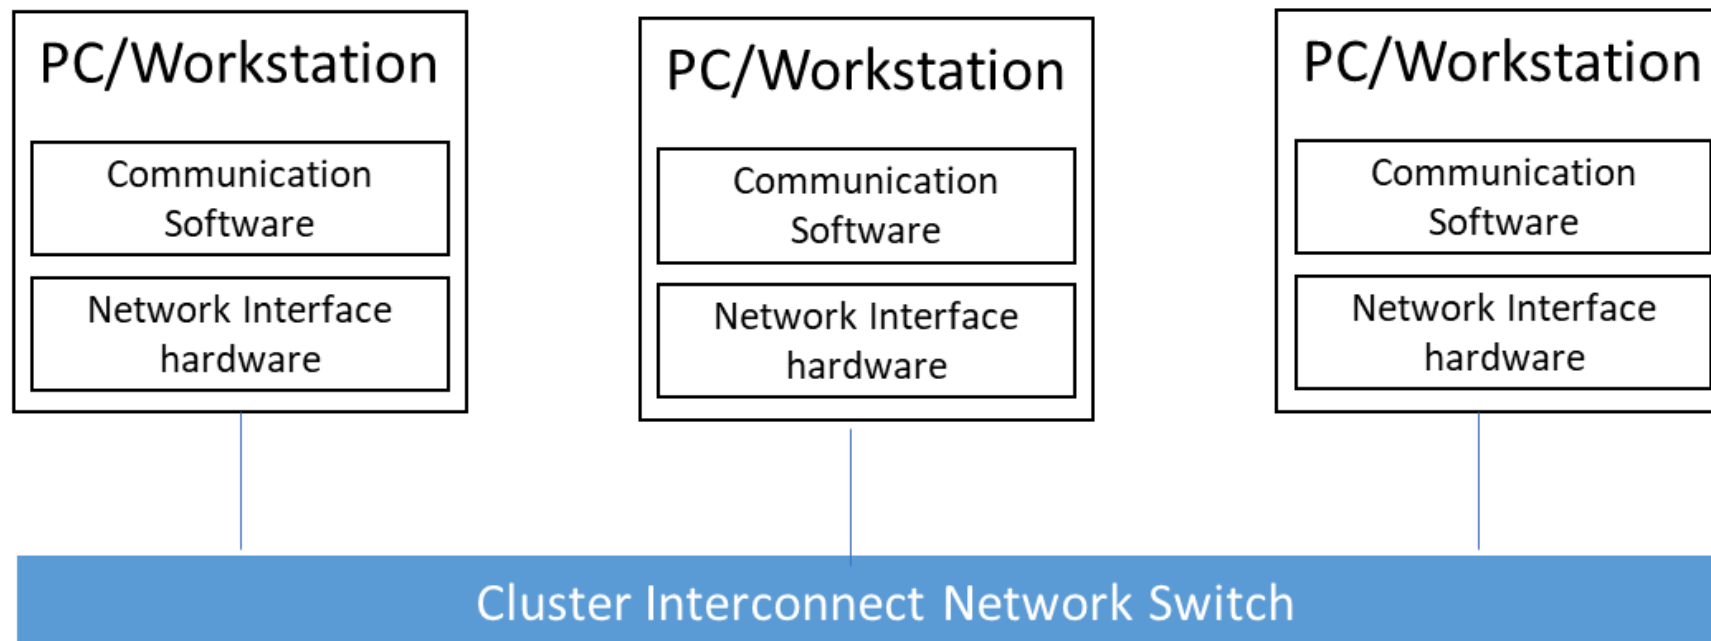 PC/Workstation
Communication
Software
Network Interface
hardware
PC/Workstation
Communication
Software
Network Interface
hardware
PC/Workstation
Communication
Software
Network Interface
hardware
Cluster Interconnect Network Switch